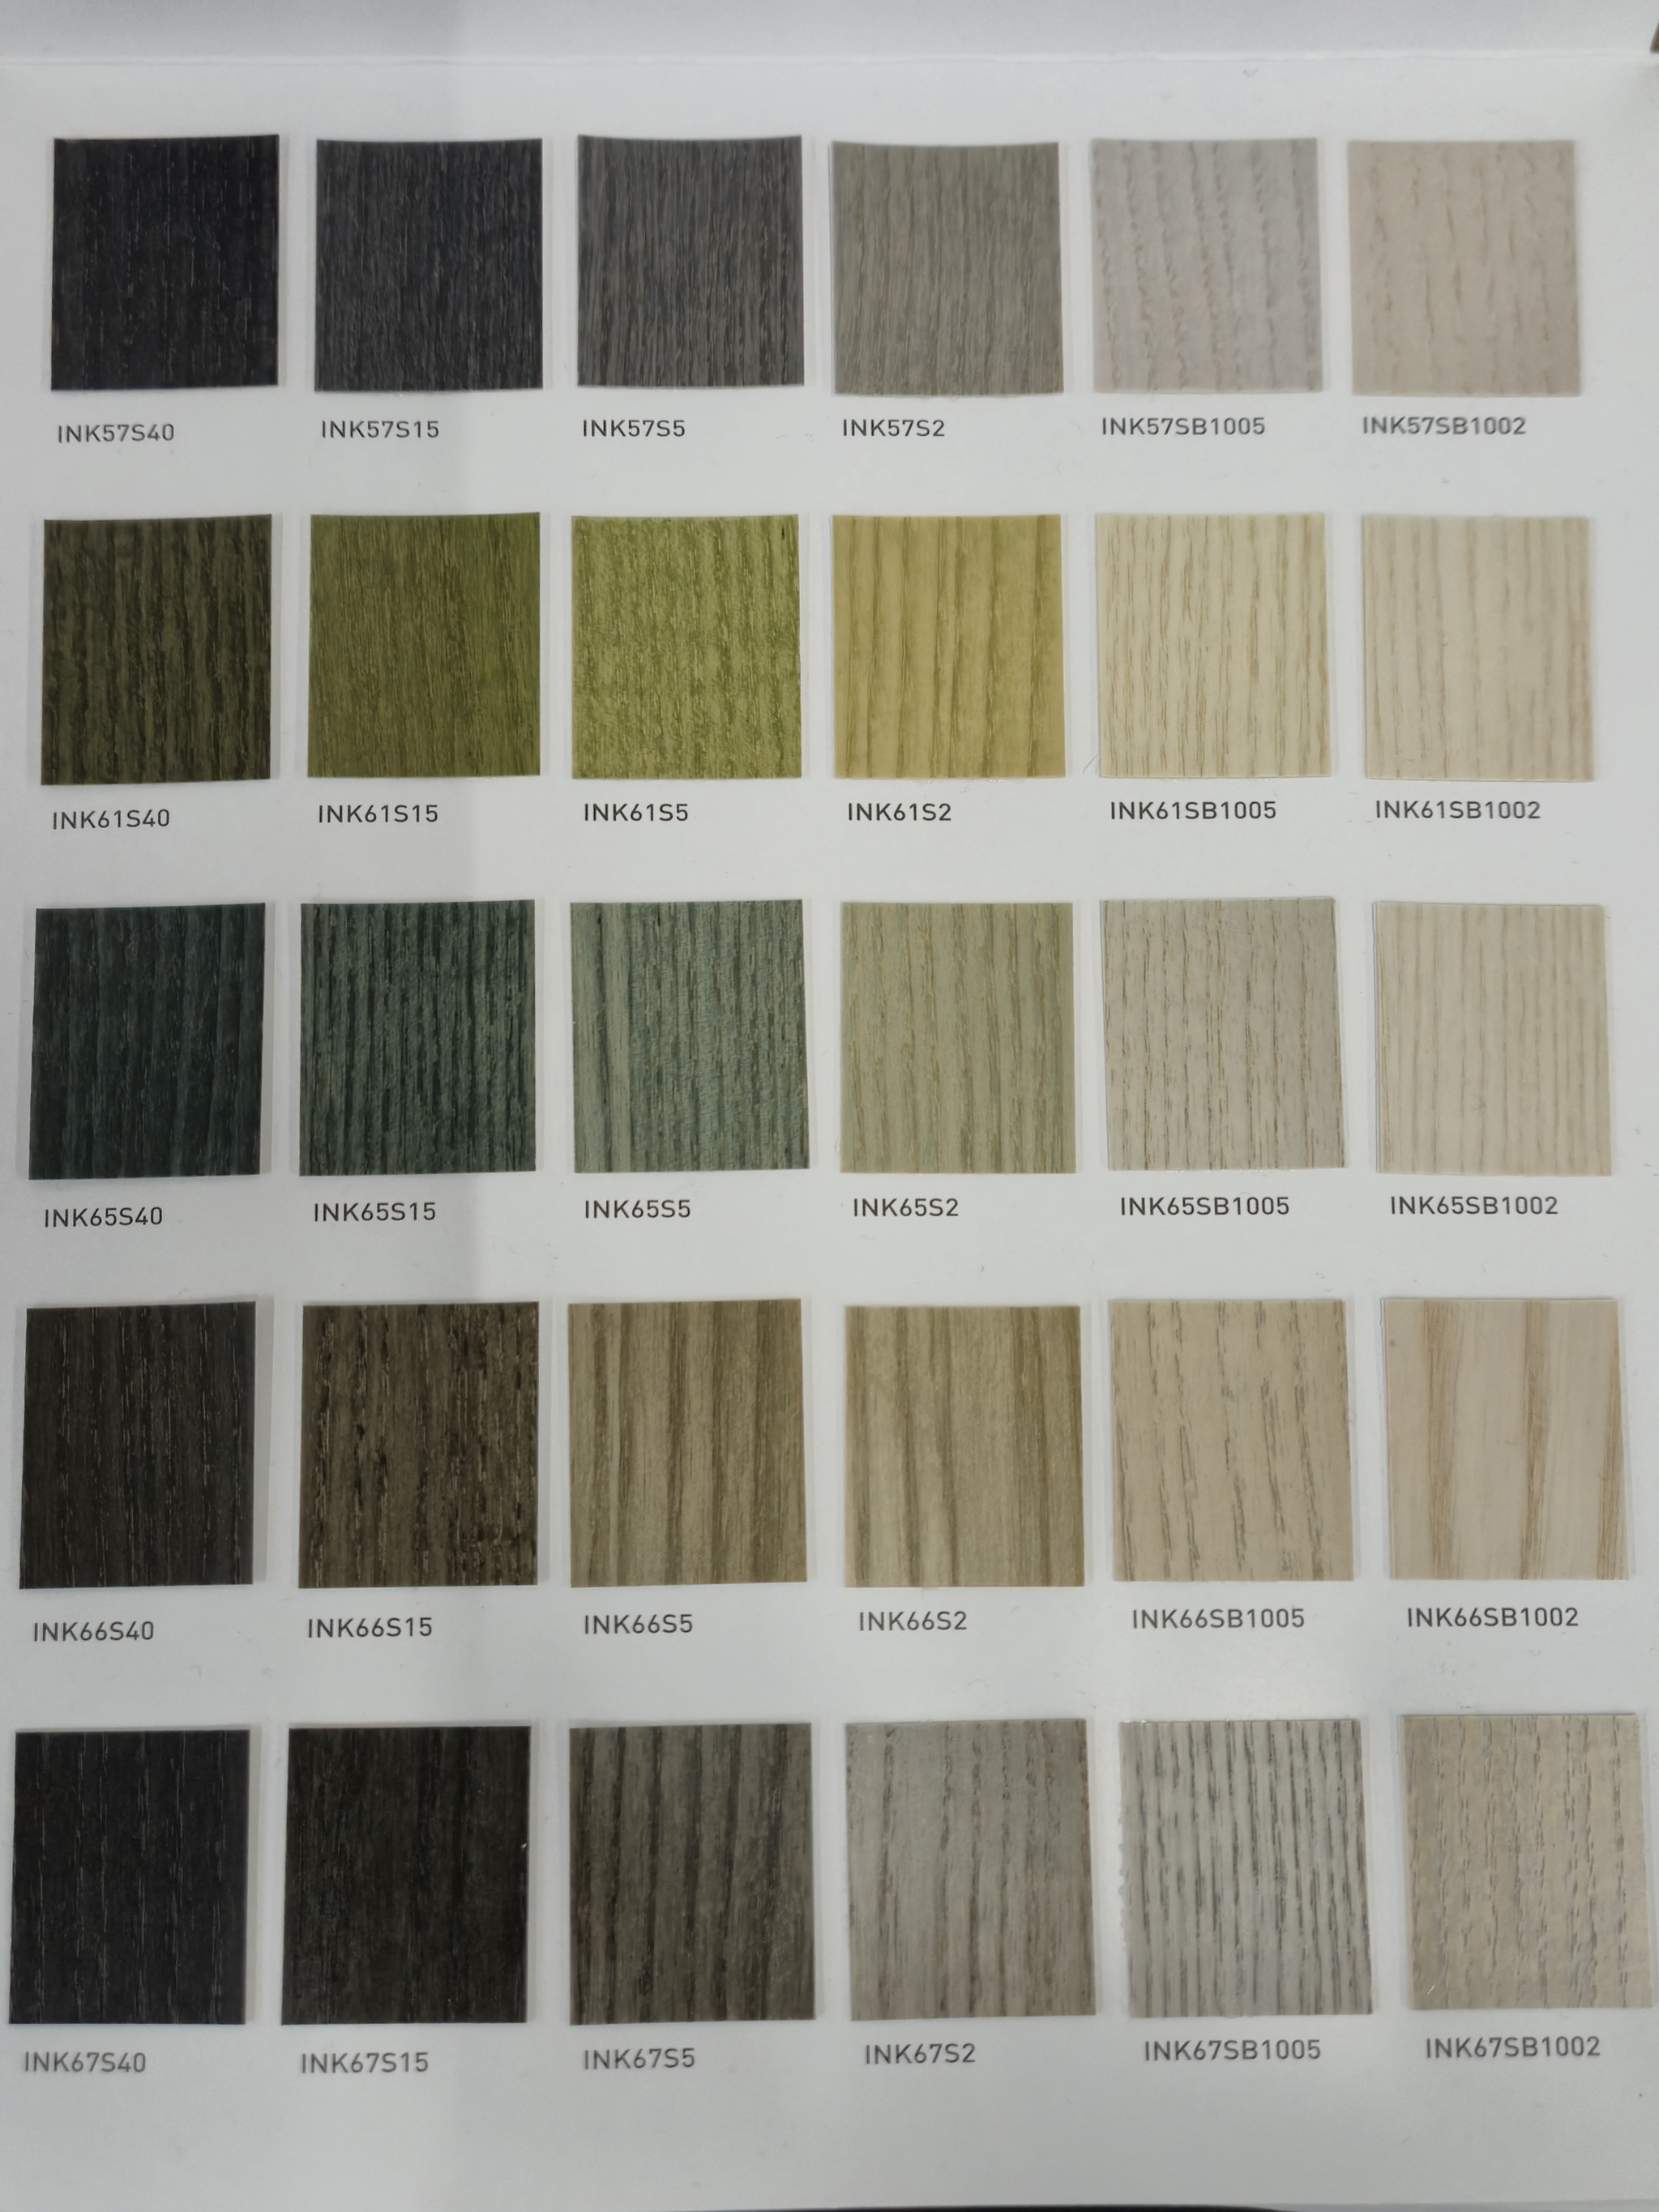 INK57S40 INK57S15 INK57S5 INK57S2 INK57SB1005 INK57SB1002
INK61S40 INK61S15 INK61S5 INK61S2 INK61SB1005 INK61SB1002
INK65S40 INK65S15 INK65S5 INK65S2 INK65SB1005 INK65SB1002
INK66S40 INK66S15 INK66S5 INK66S2 INK66SB1005 INK66SB1002
INK67S40 INK67S15 INK67S5 INK67S2 INK67SB1005 INK67SB1002